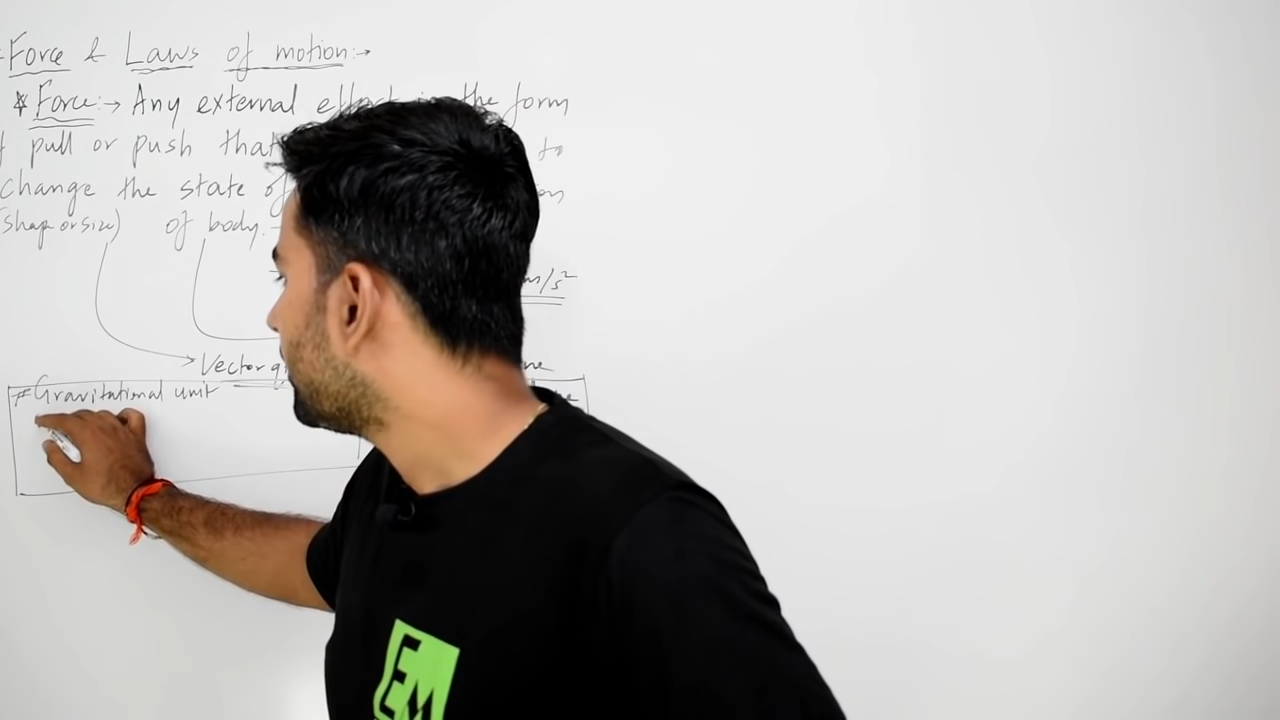 Force & Laws of motion:→
* Force:→ Any external effect in the form
pull or push that to
change the state of
(shape or size) of body.
m/s²
Vector
# Gravitational unit
EM